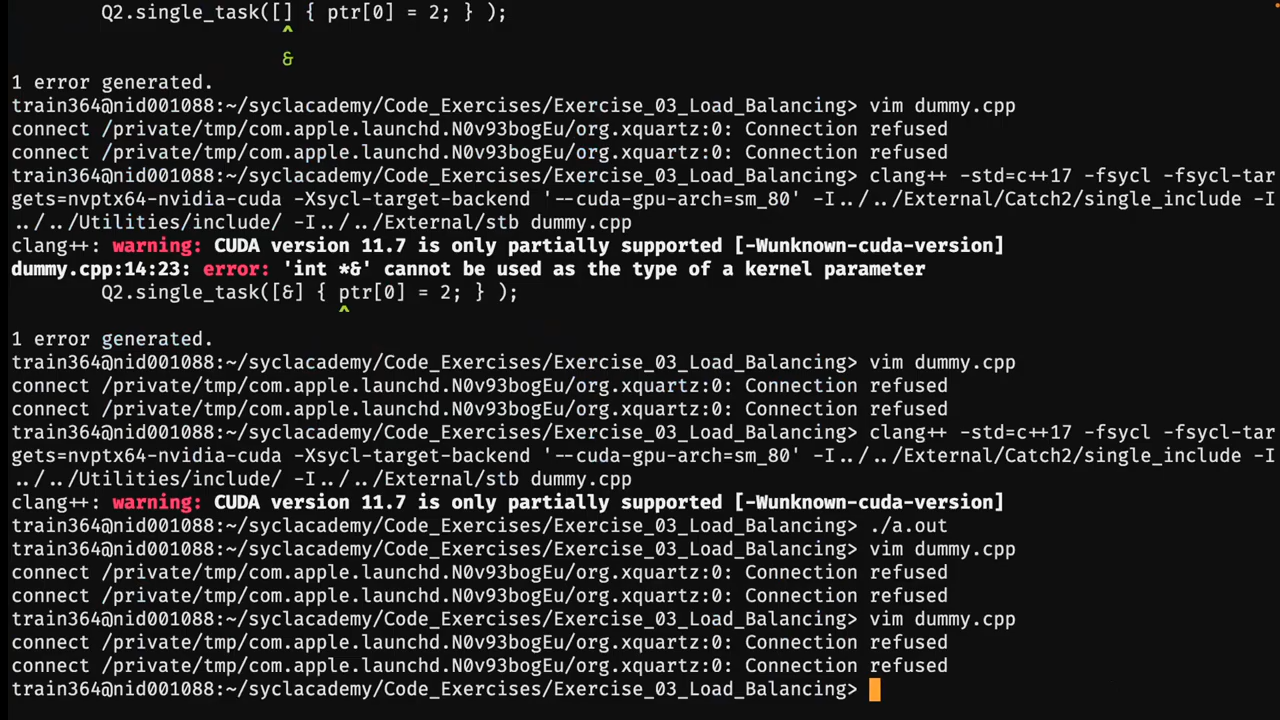 Q2.single_task([] { ptr[0] = 2; } );
^
&
1 error generated.
train364@nid001088:~/syclacademy/Code_Exercises/Exercise_03_Load_Balancing> vim dummy.cpp
connect /private/tmp/com.apple.launchd.N0v93bogEu/org.xquartz:0: Connection refused
connect /private/tmp/com.apple.launchd.N0v93bogEu/org.xquartz:0: Connection refused
train364@nid001088:~/syclacademy/Code_Exercises/Exercise_03_Load_Balancing> clang++ -std=c++17 -fsycl -fsycl-tar
gets=nvptx64-nvidia-cuda -Xsycl-target-backend '--cuda-gpu-arch=sm_80' -I../../External/Catch2/single_include -I
../../Utilities/include/ -I../../External/stb dummy.cpp
clang++: warning: CUDA version 11.7 is only partially supported [-Wunknown-cuda-version]
dummy.cpp:14:23: error: 'int *&' cannot be used as the type of a kernel parameter
Q2.single_task([&] { ptr[0] = 2; } );
^
1 error generated.
train364@nid001088:~/syclacademy/Code_Exercises/Exercise_03_Load_Balancing> vim dummy.cpp
connect /private/tmp/com.apple.launchd.N0v93bogEu/org.xquartz:0: Connection refused
connect /private/tmp/com.apple.launchd.N0v93bogEu/org.xquartz:0: Connection refused
train364@nid001088:~/syclacademy/Code_Exercises/Exercise_03_Load_Balancing> clang++ -std=c++17 -fsycl -fsycl-tar
gets=nvptx64-nvidia-cuda -Xsycl-target-backend '--cuda-gpu-arch=sm_80' -I../../External/Catch2/single_include -I
../../Utilities/include/ -I../../External/stb dummy.cpp
clang++: warning: CUDA version 11.7 is only partially supported [-Wunknown-cuda-version]
train364@nid001088:~/syclacademy/Code_Exercises/Exercise_03_Load_Balancing> ./a.out
train364@nid001088:~/syclacademy/Code_Exercises/Exercise_03_Load_Balancing> vim dummy.cpp
connect /private/tmp/com.apple.launchd.N0v93bogEu/org.xquartz:0: Connection refused
connect /private/tmp/com.apple.launchd.N0v93bogEu/org.xquartz:0: Connection refused
train364@nid001088:~/syclacademy/Code_Exercises/Exercise_03_Load_Balancing> vim dummy.cpp
connect /private/tmp/com.apple.launchd.N0v93bogEu/org.xquartz:0: Connection refused
connect /private/tmp/com.apple.launchd.N0v93bogEu/org.xquartz:0: Connection refused
train364@nid001088:~/syclacademy/Code_Exercises/Exercise_03_Load_Balancing>